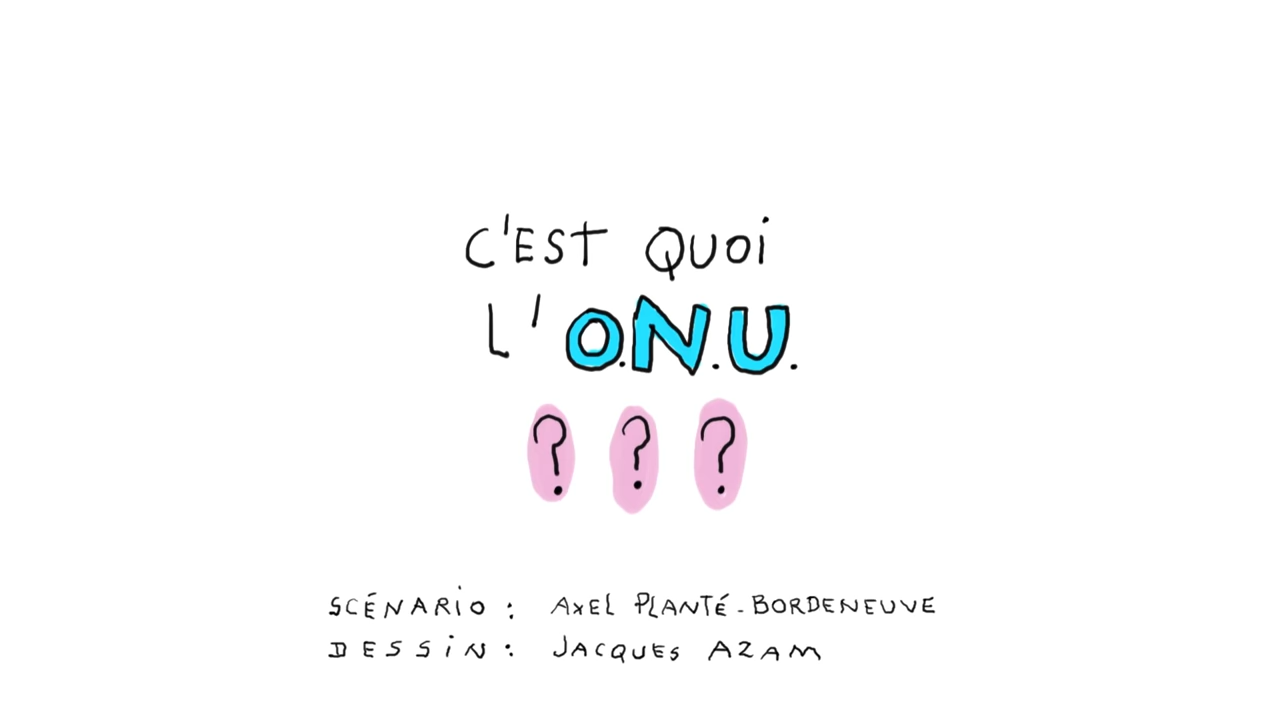 C'EST QUOI
L'O.N.U.
? ? ?
SCÉNARIO : AXEL PLANTÉ-BORDENEUVE
DESSIN : JACQUES AZAM